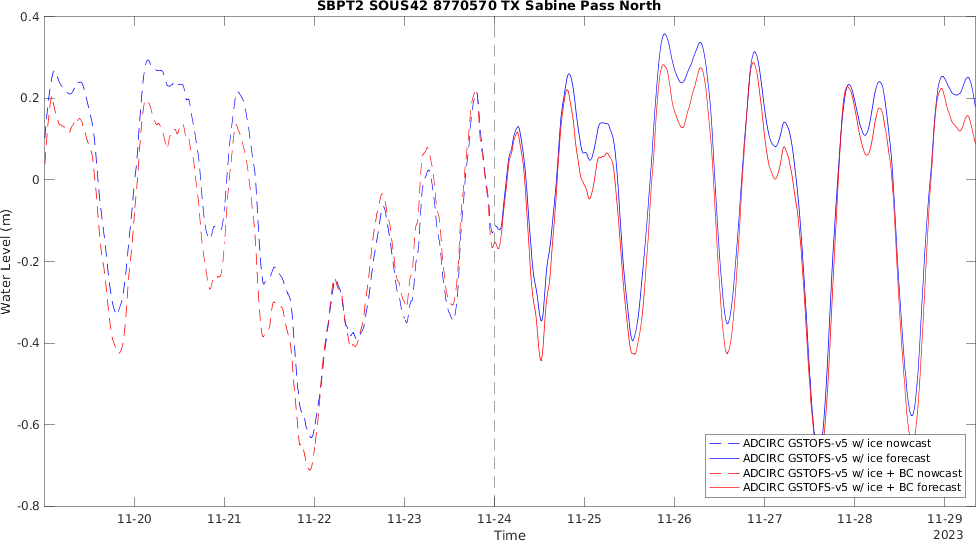 SBPT2 SOUS42 8770570 TX Sabine Pass North
Water Level (m)
0.4
0.2
0
-0.2
-0.4
-0.6
-0.8
ADCIRC GSTOFS-v5 w/ ice nowcast
ADCIRC GSTOFS-v5 w/ ice forecast
ADCIRC GSTOFS-v5 w/ ice + BC nowcast
ADCIRC GSTOFS-v5 w/ ice + BC forecast
11-20 11-21 11-22 11-23 11-24 11-25 11-26 11-27 11-28 11-29
Time 2023